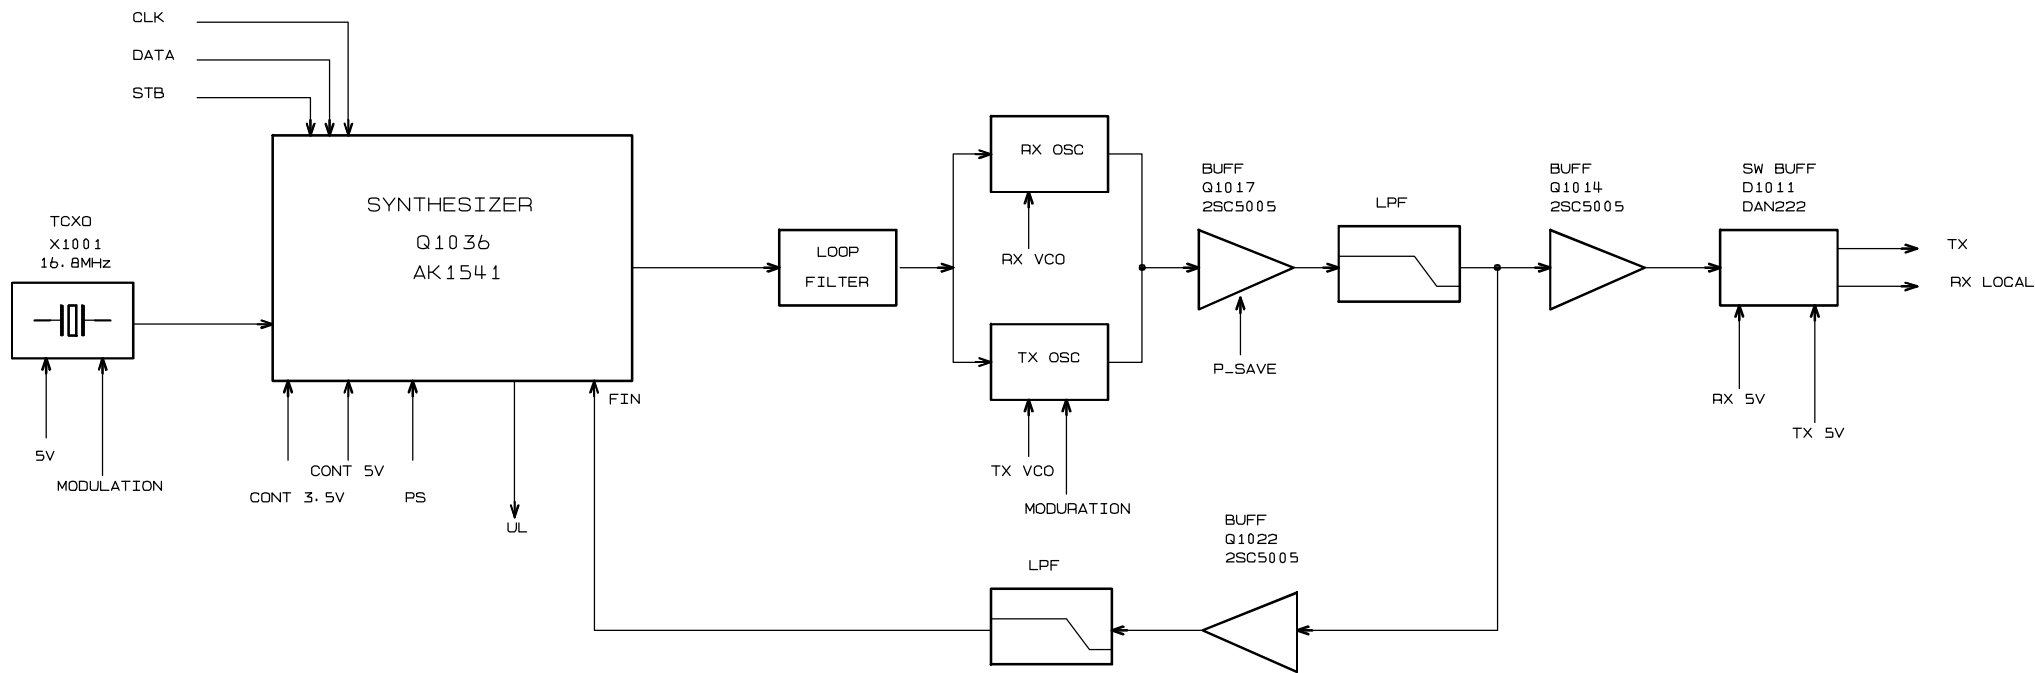 CLK
DATA
STB
SYNTHESIZER
Q1036
AK1541
TCXO
X1001
16.8MHz
5V
MODULATION
CONT 5V
CONT 3.5V
PS
UL
FIN
LOOP
FILTER
RX OSC
RX VCO
TX OSC
TX VCO
MODURATION
BUFF
Q1017
2SC5005
P_SAVE
LPF
BUFF
Q1014
2SC5005
SW BUFF
D1011
DAN222
TX
RX LOCAL
RX 5V
TX 5V
LPF
BUFF
Q1022
2SC5005